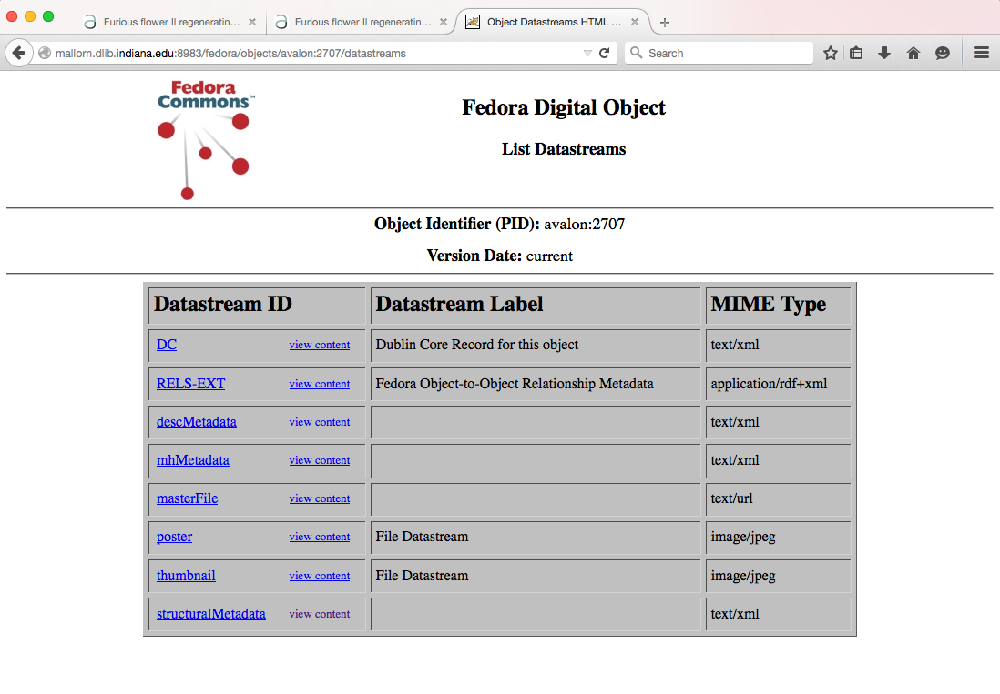 Furious flower II regeneratin...
Furious flower II regeneratin...
Object Datastreams HTML ...
mallorn.dlib.indiana.edu:8983/fedora/objects/avalon:2707/datastreams
Search
Fedora
Commons™
Fedora Digital Object
List Datastreams
Object Identifier (PID): avalon:2707
Version Date: current
Datastream ID Datastream Label MIME Type
DC view content Dublin Core Record for this object text/xml
RELS-EXT view content Fedora Object-to-Object Relationship Metadata application/rdf+xml
descMetadata view content text/xml
mhMetadata view content text/xml
masterFile view content text/url
poster view content File Datastream image/jpeg
thumbnail view content File Datastream image/jpeg
structuralMetadata view content text/xml